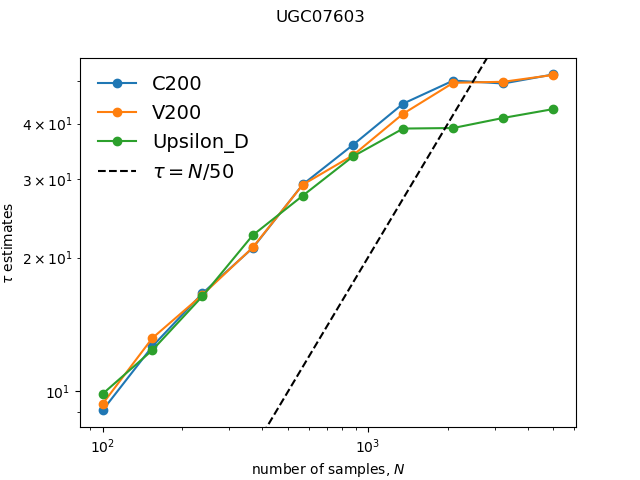 UGC07603
C200
V200
Upsilon_D
τ = N/50
τ estimates
4 × 10¹
3 × 10¹
2 × 10¹
10¹
10²
10³
number of samples, N